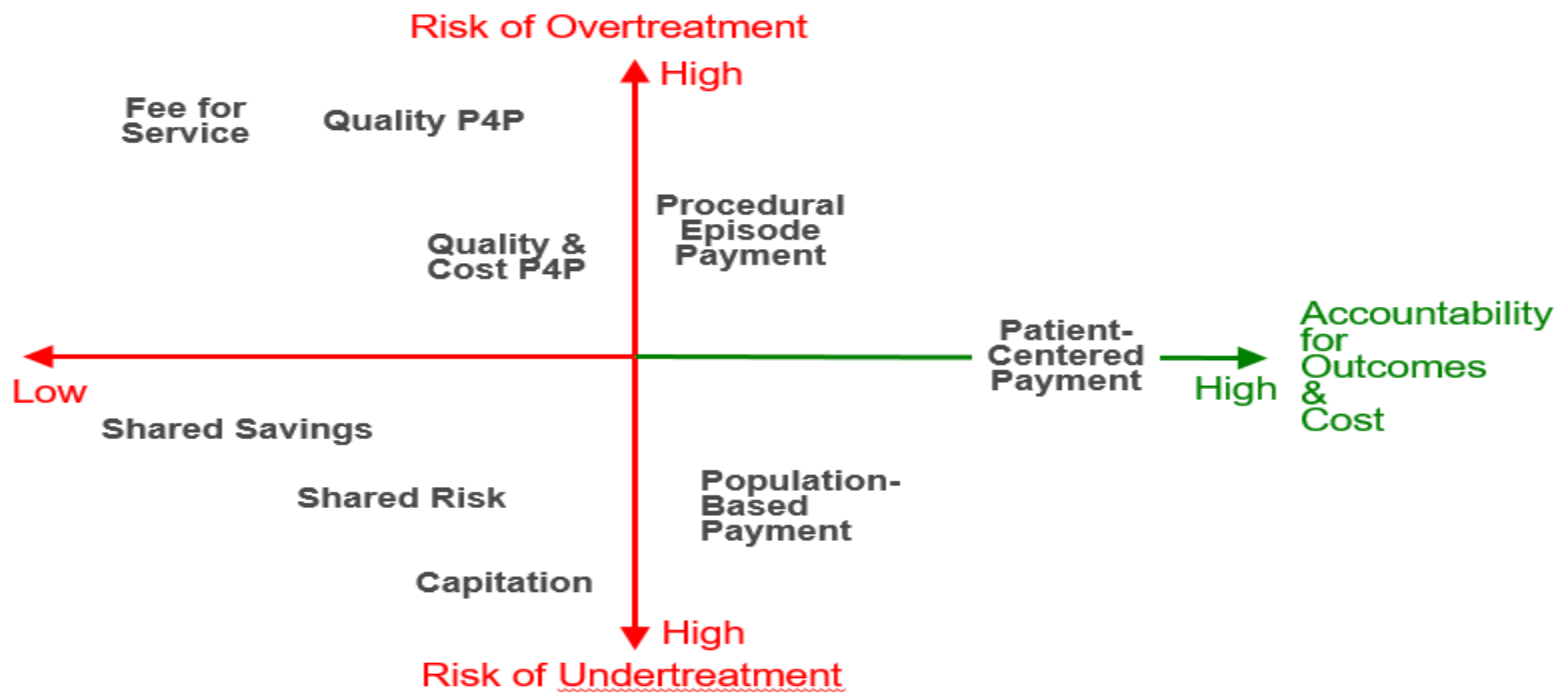 Risk of Overtreatment
High
Fee for
Service
Quality P4P
Procedural
Episode
Payment
Quality &
Cost P4P
Patient-
Centered
Payment
Accountability
for
Outcomes
&
Cost
Low
High
Shared Savings
Shared Risk
Population-
Based
Payment
Capitation
High
Risk of Undertreatment